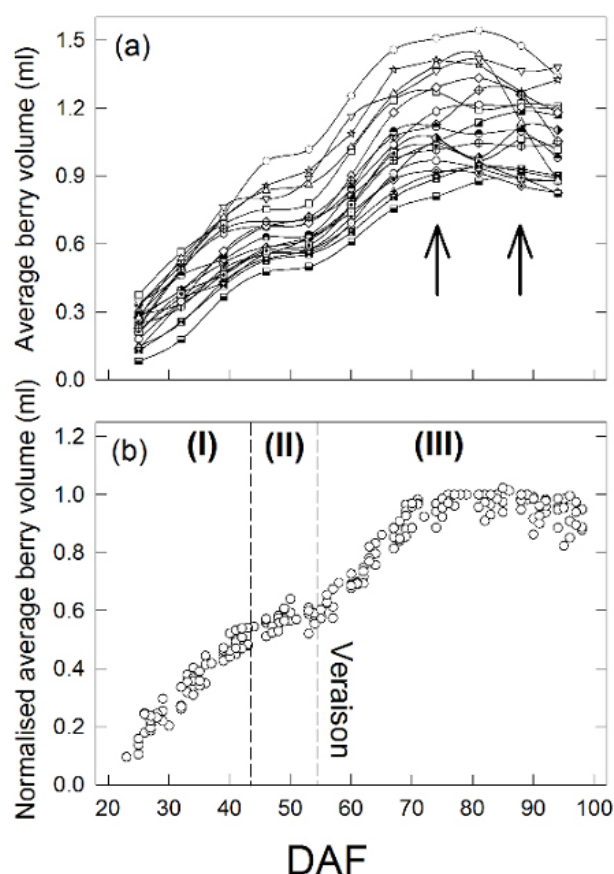 (a)
Average berry volume (ml)
1.5
1.2
0.9
0.6
0.3
0.0
(b)
(I)
(II)
(III)
Normalised average berry volume (ml)
1.2
1.0
0.8
0.6
0.4
0.2
0.0
Veraison
20 30 40 50 60 70 80 90 100
DAF